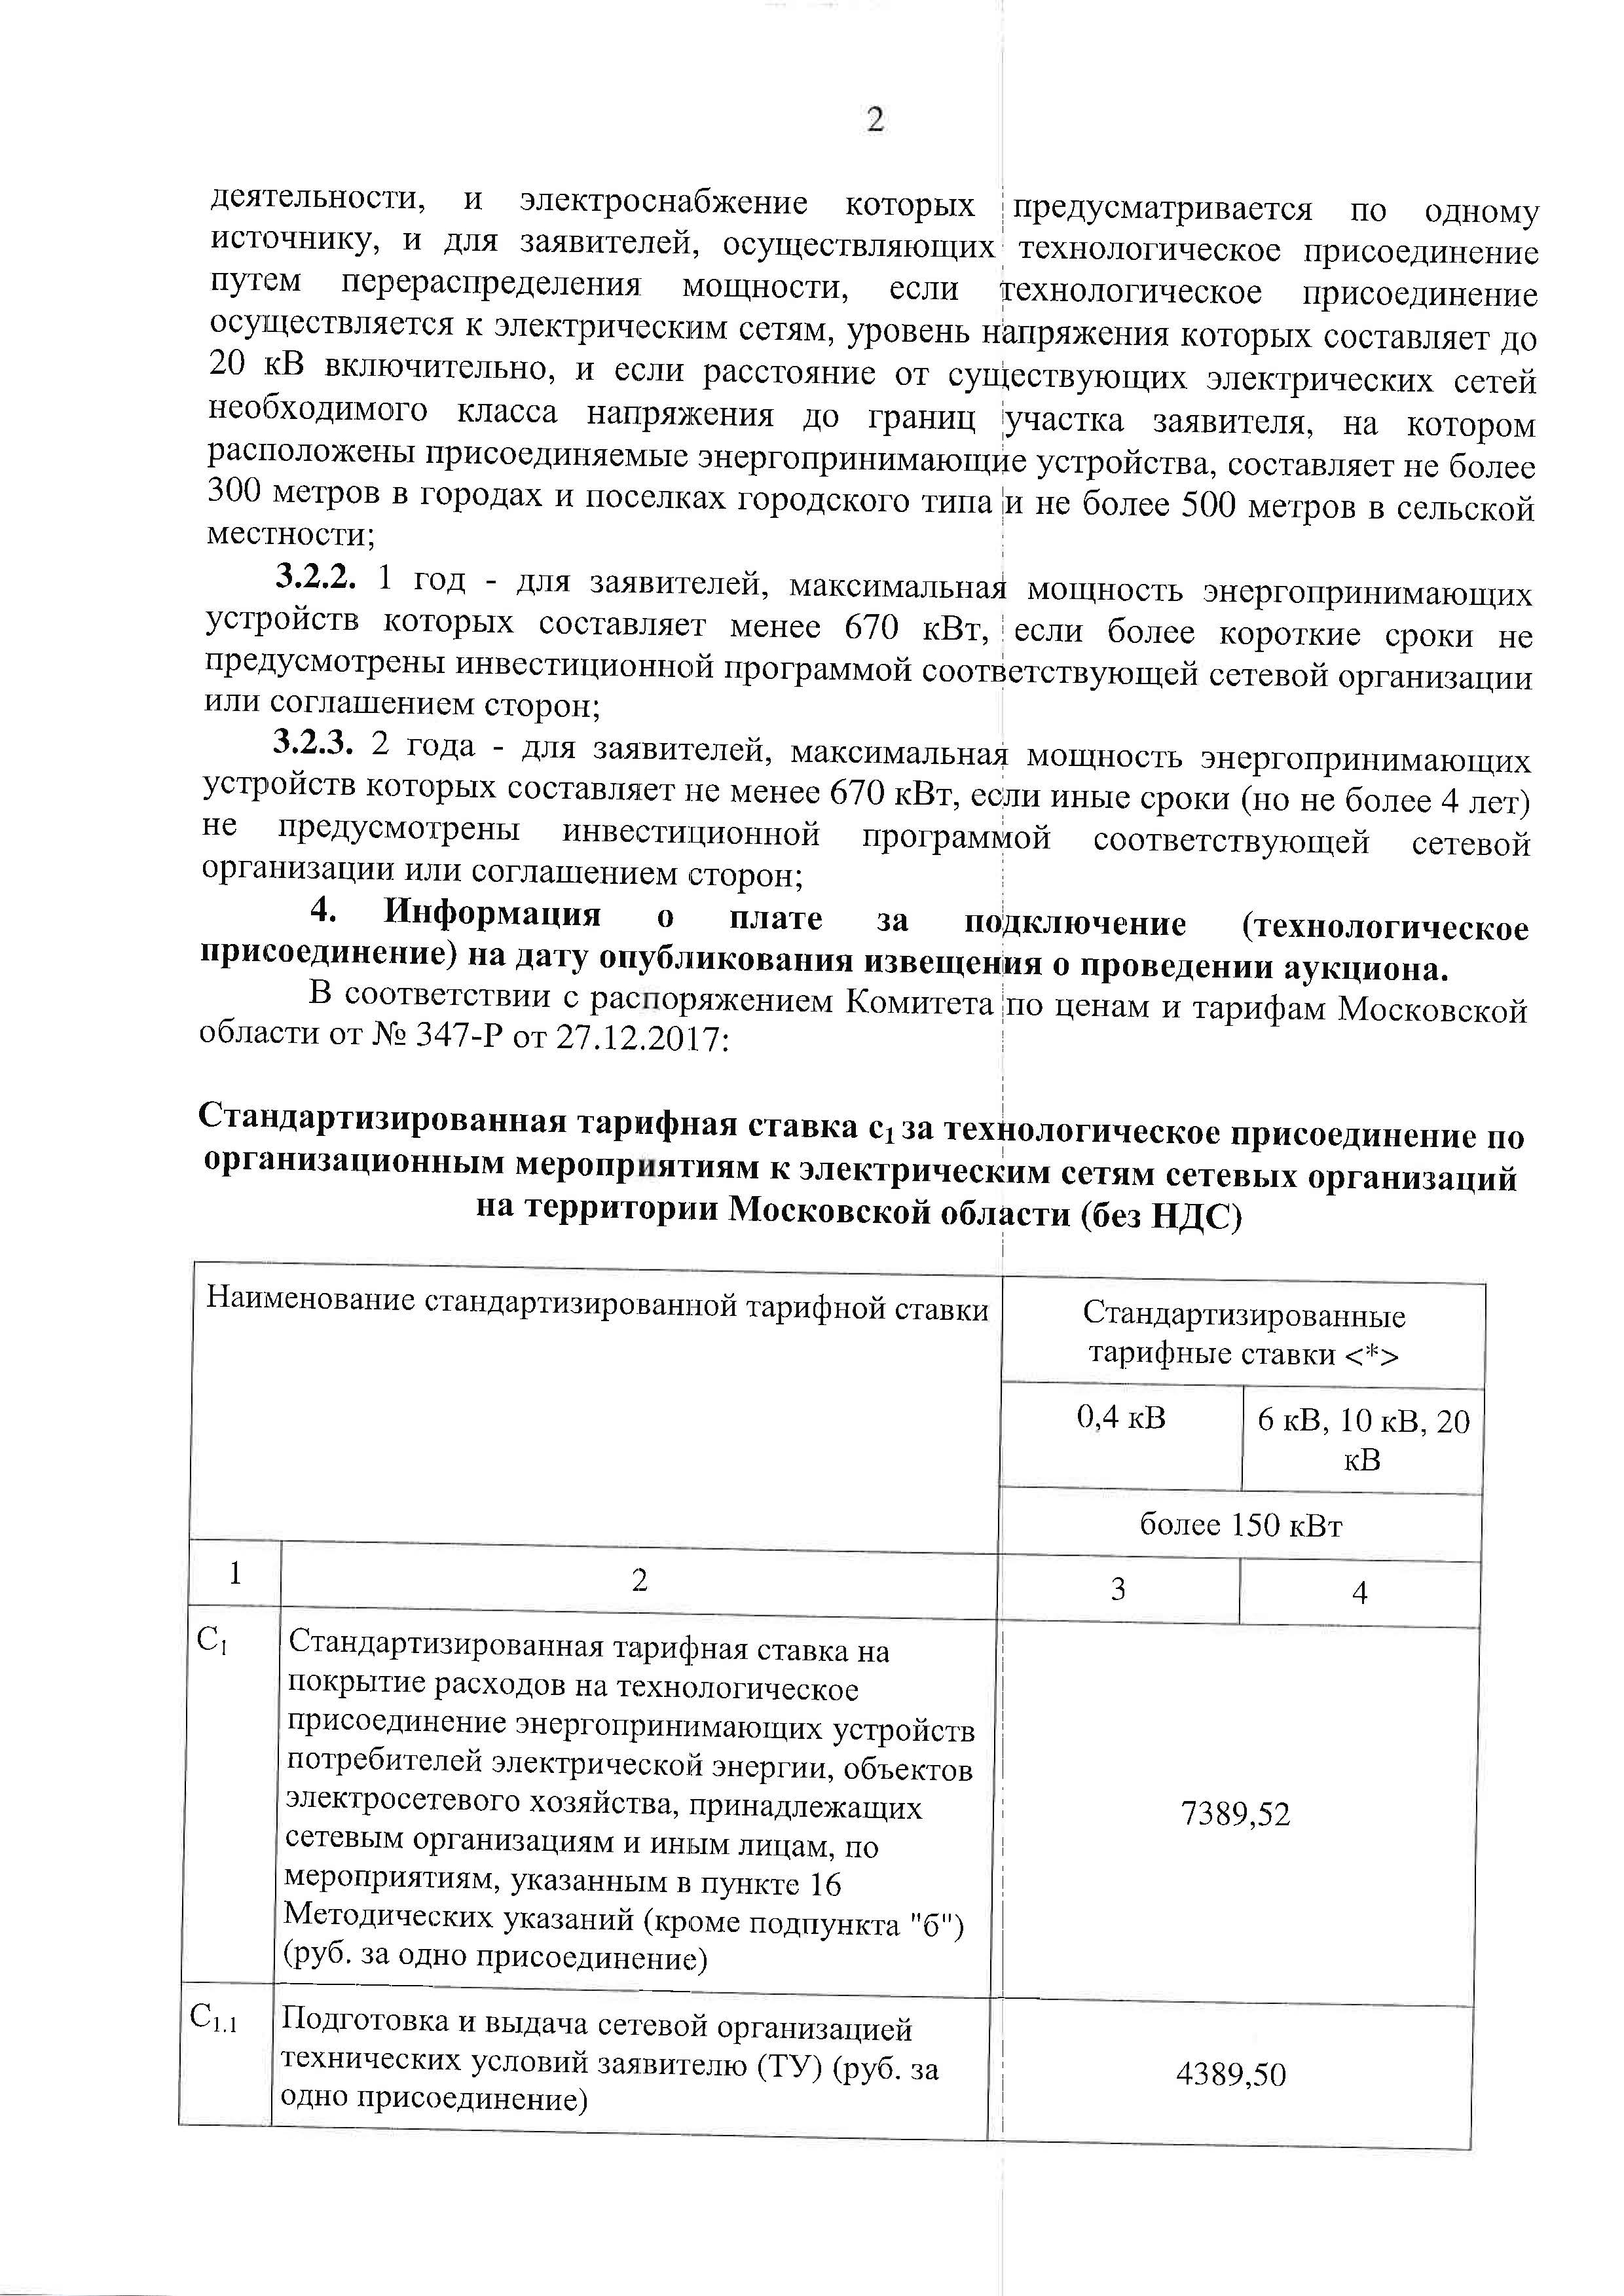 2
деятельности, и электроснабжение которых предусматривается по одному
источнику, и для заявителей, осуществляющих технологическое присоединение
путем перераспределения мощности, если технологическое присоединение
осуществляется к электрическим сетям, уровень напряжения которых составляет до
20 кВ включительно, и если расстояние от существующих электрических сетей
необходимого класса напряжения до границ участка заявителя, на котором
расположены присоединяемые энергопринимающие устройства, составляет не более
300 метров в городах и поселках городского типа и не более 500 метров в сельской
местности;
3.2.2. 1 год - для заявителей, максимальная мощность энергопринимающих
устройств которых составляет менее 670 кВт, если более короткие сроки не
предусмотрены инвестиционной программой соответствующей сетевой организации
или соглашением сторон;
3.2.3. 2 года - для заявителей, максимальная мощность энергопринимающих
устройств которых составляет не менее 670 кВт, если иные сроки (но не более 4 лет)
не предусмотрены инвестиционной программой соответствующей сетевой
организации или соглашением сторон;
4. Информация о плате за подключение (технологическое
присоединение) на дату опубликования извещения о проведении аукциона.
В соответствии с распоряжением Комитета по ценам и тарифам Московской
области от № 347-Р от 27.12.2017:
Стандартизированная тарифная ставка с1 за технологическое присоединение по
организационным мероприятиям к электрическим сетям сетевых организаций
на территории Московской области (без НДС)
Наименование стандартизированной тарифной ставки
Стандартизированные
тарифные ставки <*>
0,4 кВ
6 кВ, 10 кВ, 20
кВ
более 150 кВт
1
2
3
4
С1
Стандартизированная тарифная ставка на
покрытие расходов на технологическое
присоединение энергопринимающих устройств
потребителей электрической энергии, объектов
электросетевого хозяйства, принадлежащих
сетевым организациям и иным лицам, по
мероприятиям, указанным в пункте 16
Методических указаний (кроме подпункта "б")
(руб. за одно присоединение)
7389,52
С1.1
Подготовка и выдача сетевой организацией
технических условий заявителю (ТУ) (руб. за
одно присоединение)
4389,50